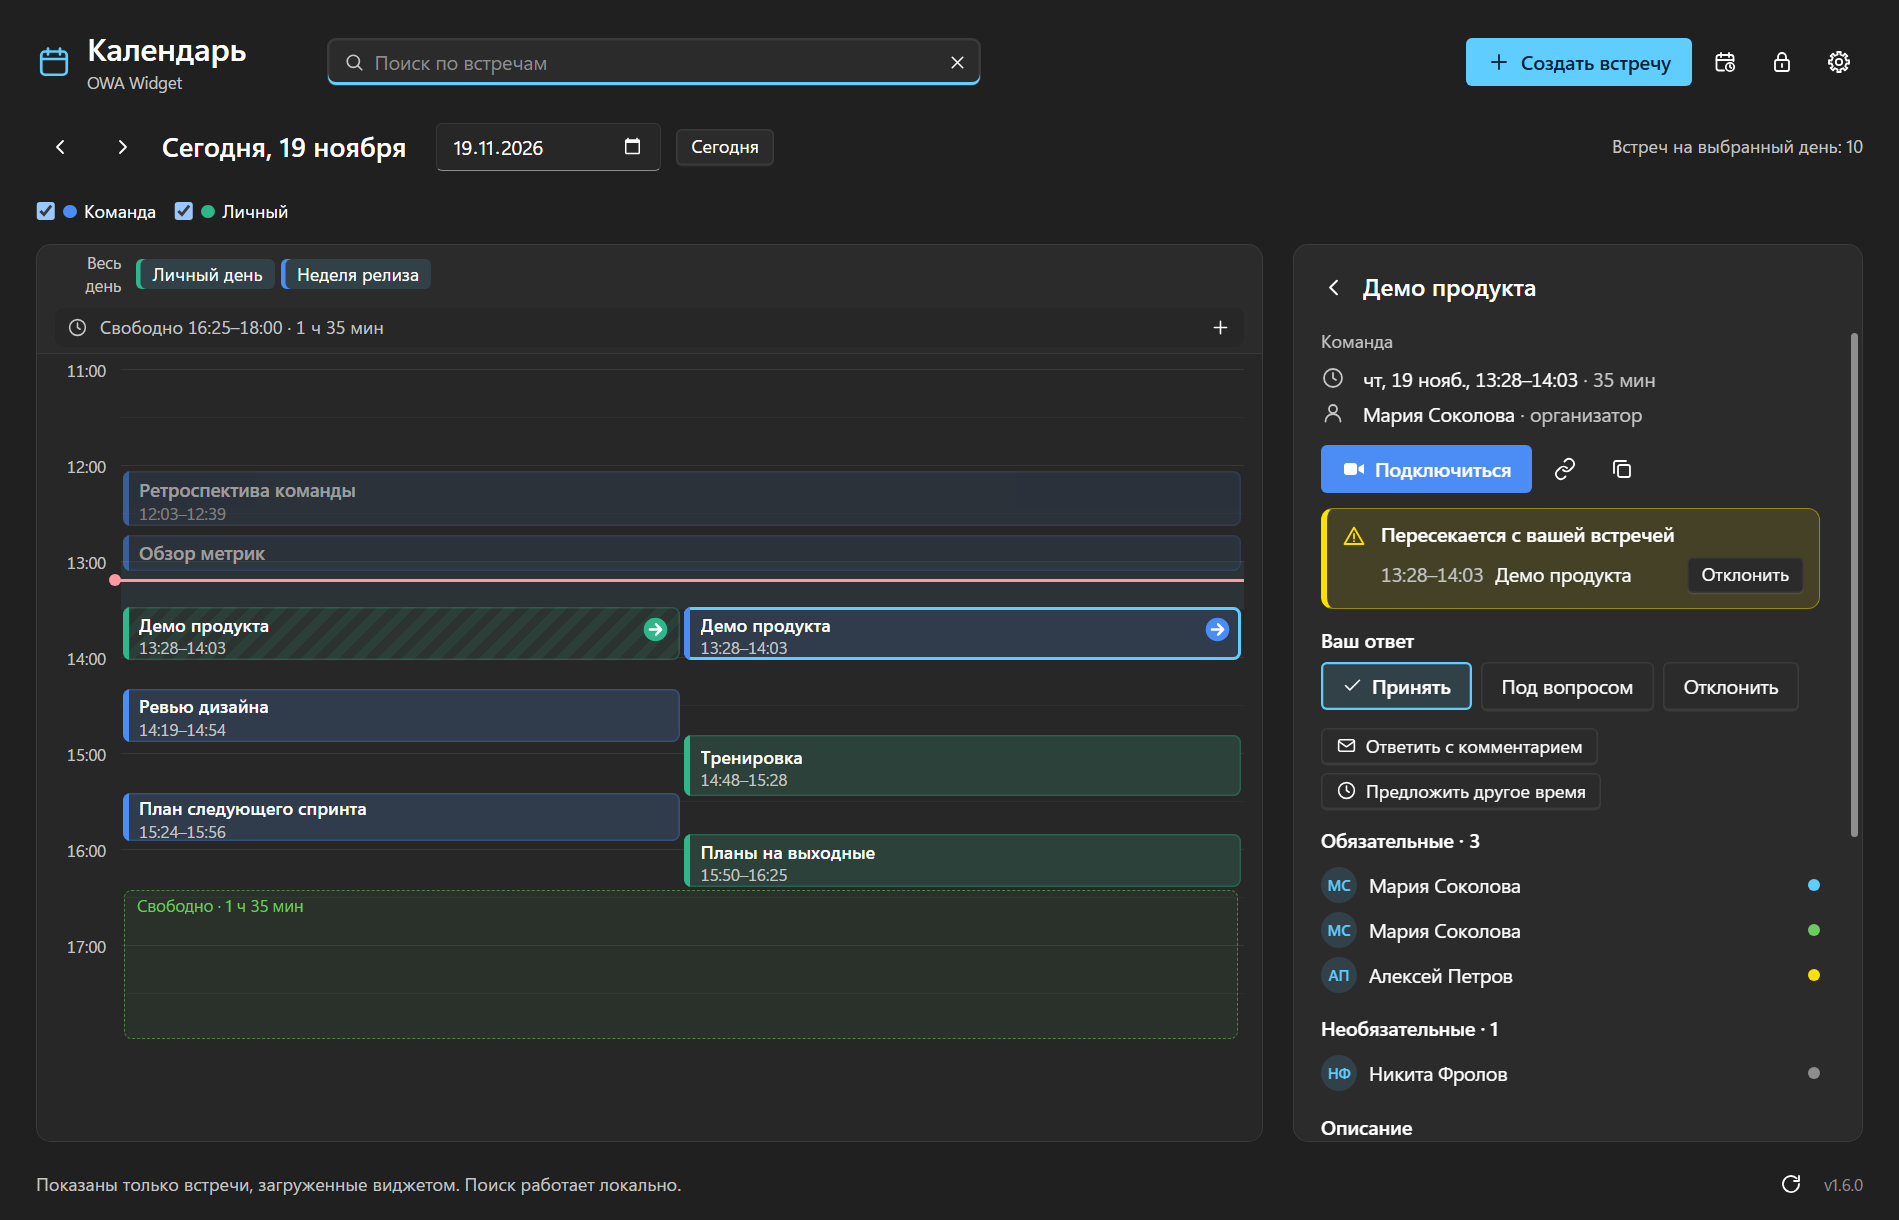 Календарь
OWA Widget
Поиск по встречам
Создать встречу
Сегодня, 19 ноября
19.11.2026
Сегодня
Встреч на выбранный день: 10
Команда
Личный
Весь
день
Личный день
Неделя релиза
Свободно 16:25–18:00 · 1 ч 35 мин
11:00
12:00
Ретроспектива команды
12:03–12:39
Обзор метрик
13:00
Демо продукта
13:28–14:03
Демо продукта
13:28–14:03
14:00
Ревью дизайна
14:19–14:54
15:00
Тренировка
14:48–15:28
План следующего спринта
15:24–15:56
16:00
Планы на выходные
15:50–16:25
Свободно · 1 ч 35 мин
17:00
Демо продукта
Команда
чт, 19 нояб., 13:28–14:03 · 35 мин
Мария Соколова · организатор
Подключиться
Пересекается с вашей встречей
13:28–14:03 Демо продукта
Отклонить
Ваш ответ
Принять
Под вопросом
Отклонить
Ответить с комментарием
Предложить другое время
Обязательные · 3
МС Мария Соколова
МС Мария Соколова
АП Алексей Петров
Необязательные · 1
НФ Никита Фролов
Описание
Показаны только встречи, загруженные виджетом. Поиск работает локально.
v1.6.0